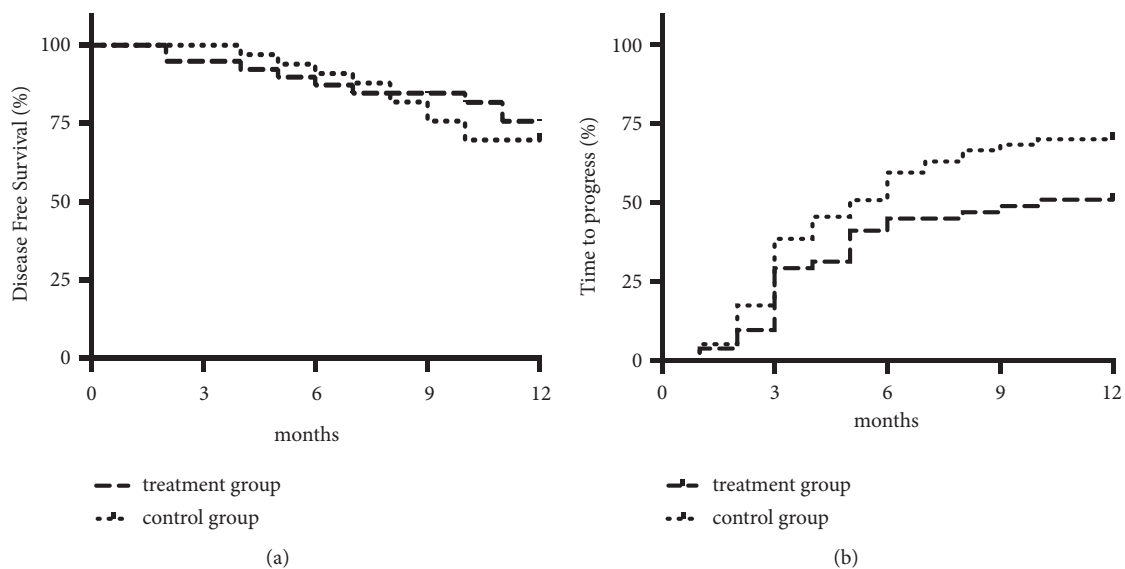 Disease Free Survival (%)
100
75
50
25
0
0 3 6 9 12
months
treatment group
control group
(a)
Time to progress (%)
100
75
50
25
0
0 3 6 9 12
months
treatment group
control group
(b)